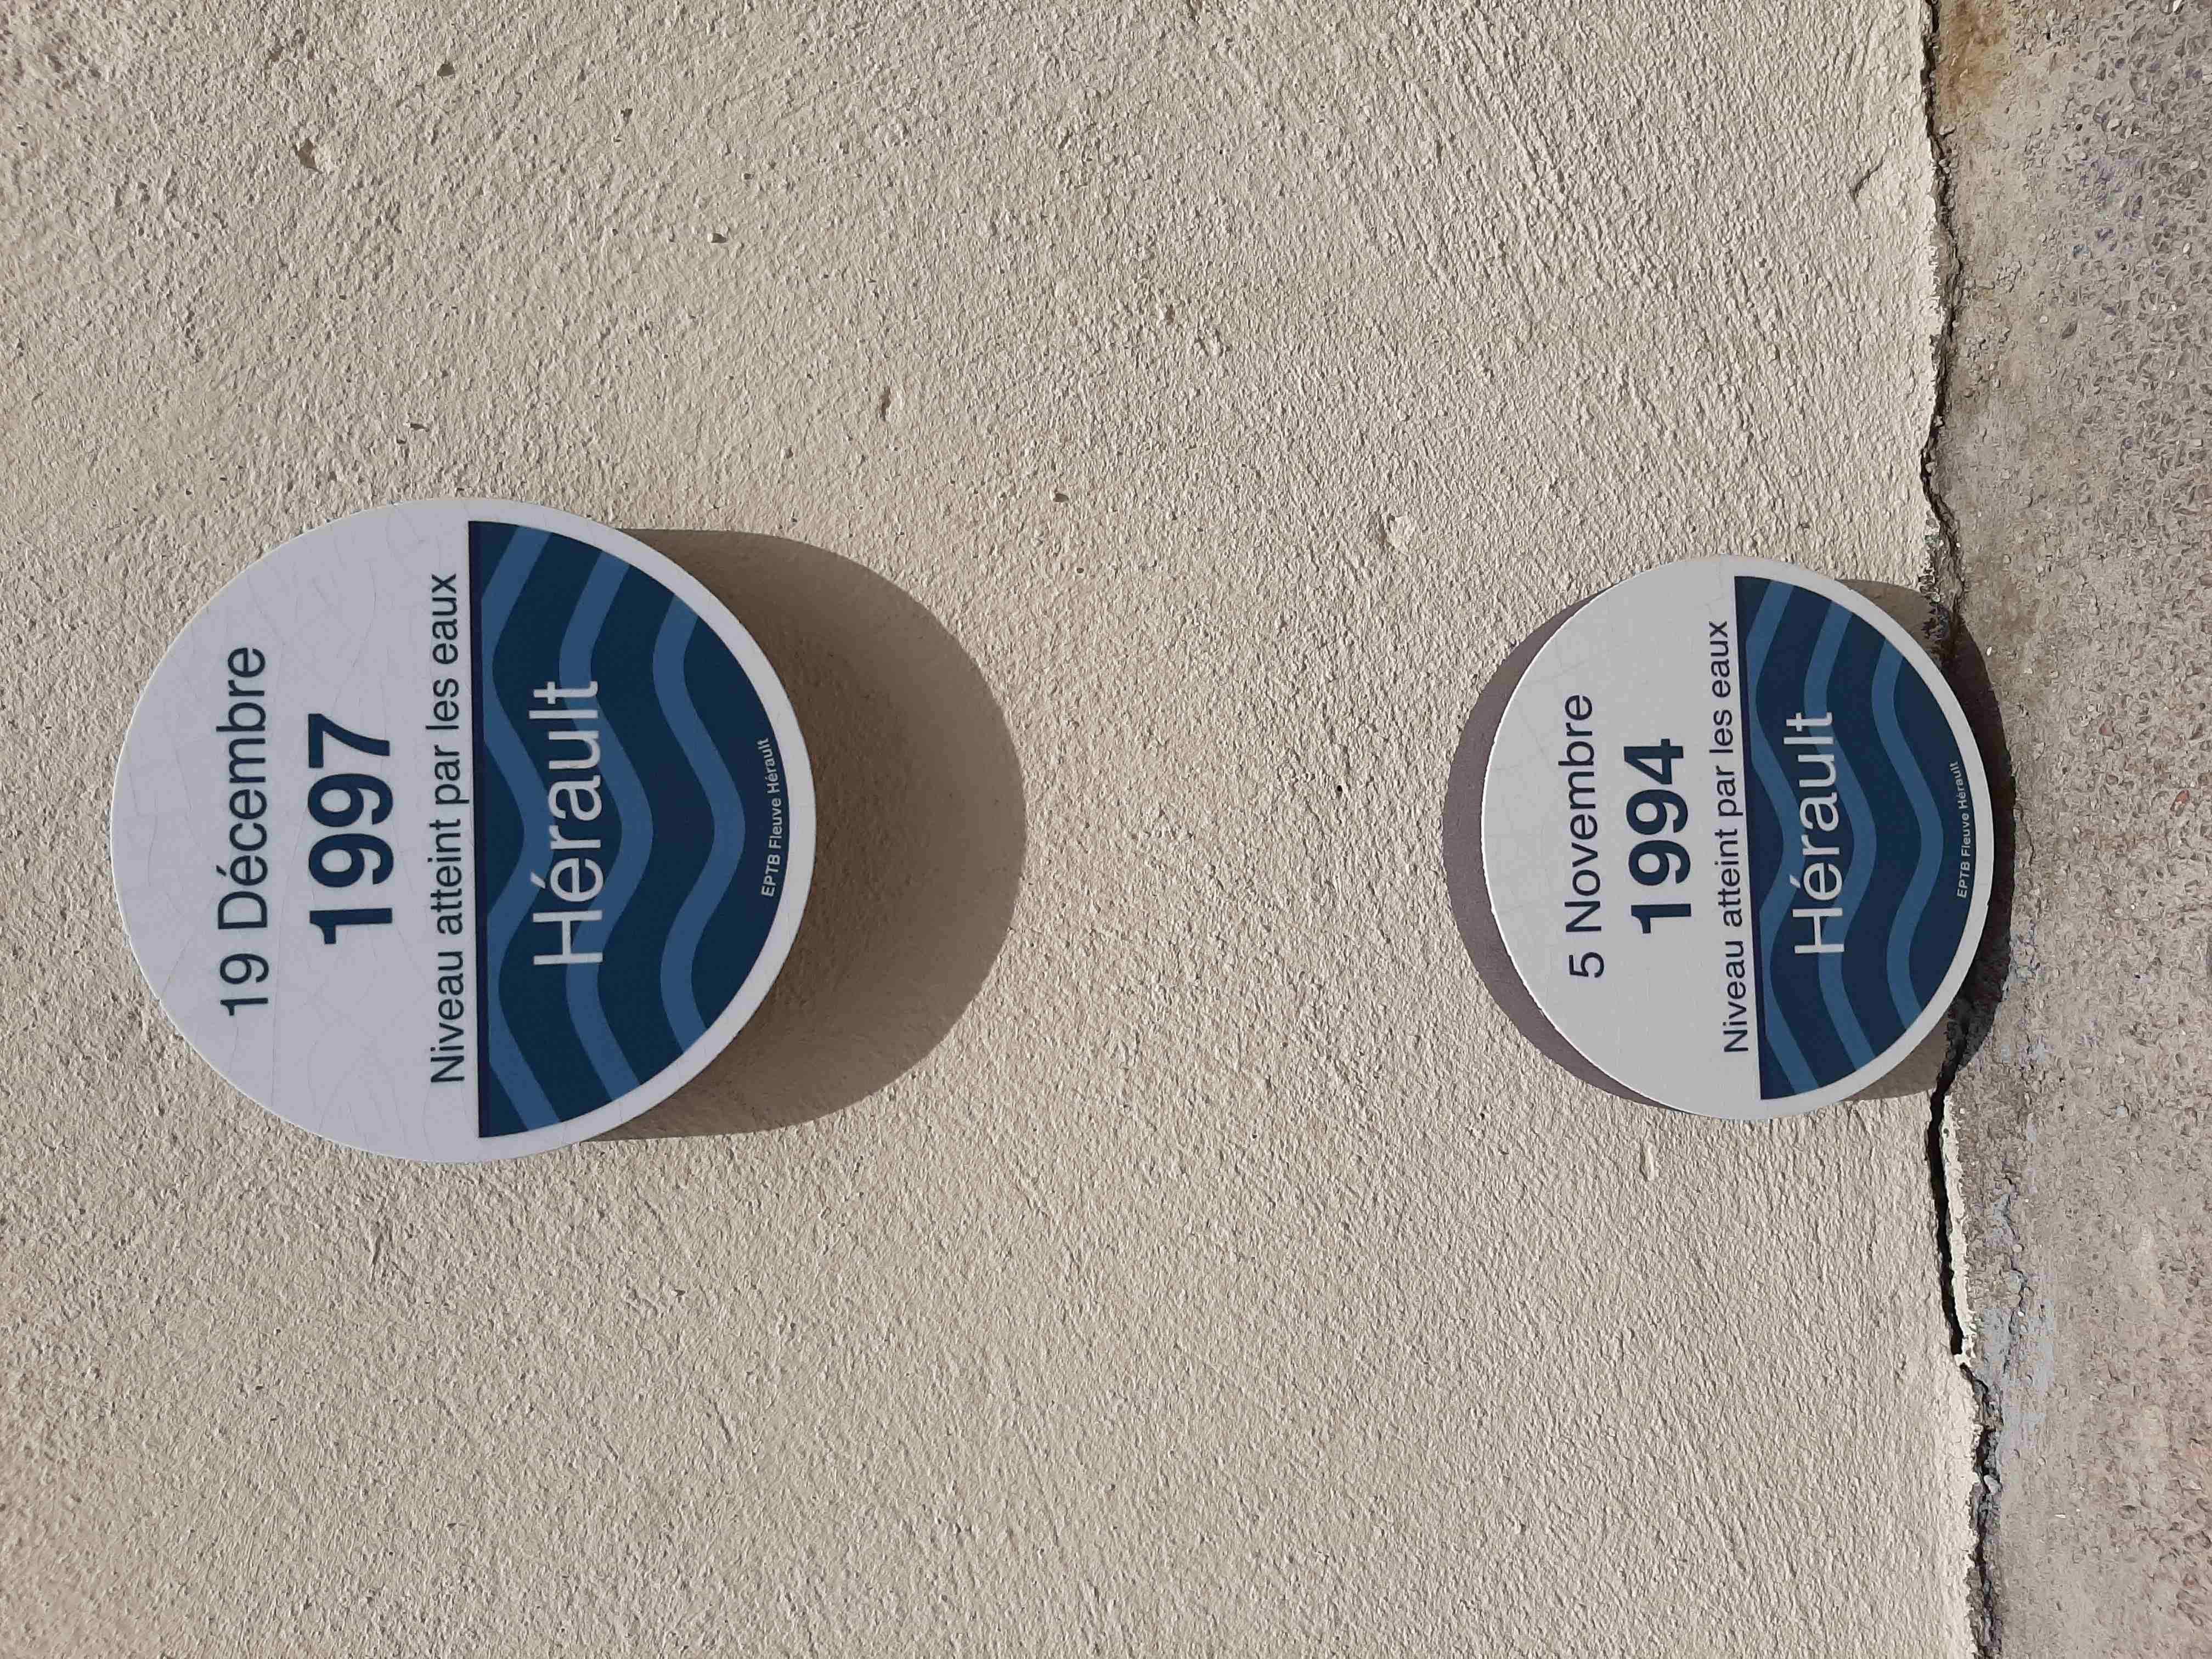 19 Décembre
1997
Niveau atteint par les eaux
Hérault
EPTB Fleuve Hérault
5 Novembre
1994
Niveau atteint par les eaux
Hérault
EPTB Fleuve Hérault